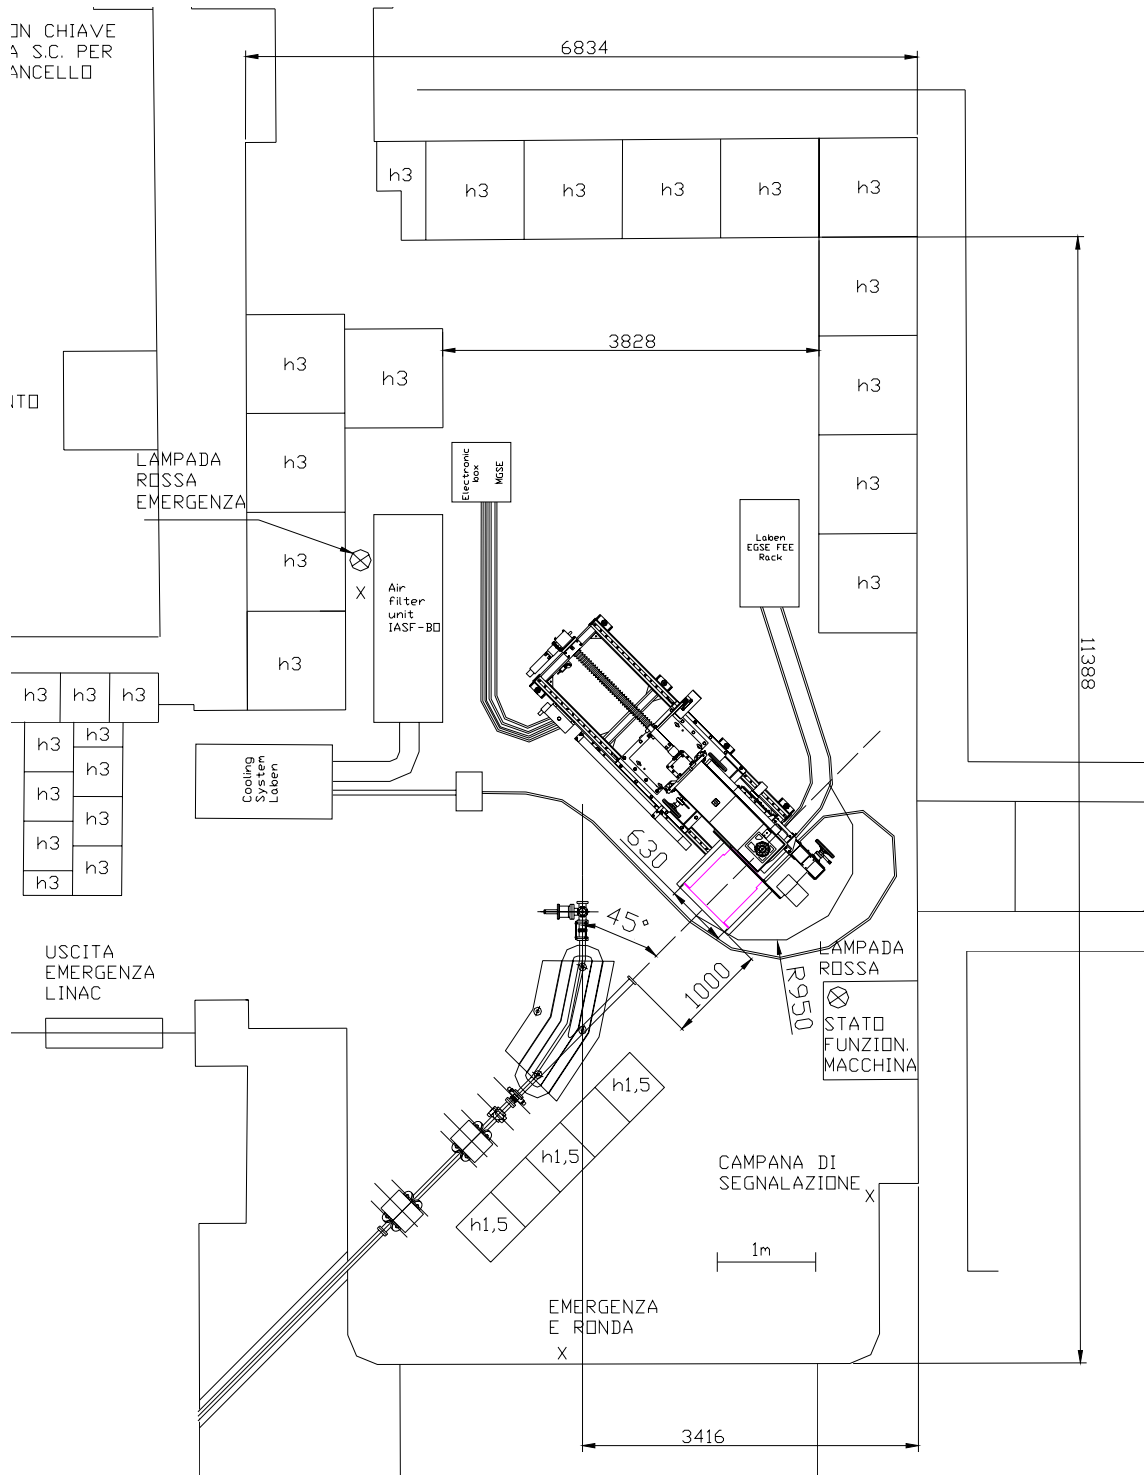 ON CHIAVE
A S.C. PER
ANCELLO
6834
h3
h3
h3
h3
h3
h3
h3
3828
h3
h3
h3
h3
NTO
LAMPADA
ROSSA
EMERGENZA
h3
h3
h3
h3
X
Electronic
box
MGSE
Laben
EGSE FEE
Rack
Air
filter
unit
IASF-BO
11388
h3
h3
h3
h3
h3
h3
h3
h3
h3
h3
h3
Cooling
System
Laben
630
45°
1000
R950
USCITA
EMERGENZA
LINAC
LAMPADA
ROSSA
STATO
FUNZION.
MACCHINA
h1,5
h1,5
h1,5
CAMPANA DI
SEGNALAZIONE
X
1m
EMERGENZA
E RONDA
X
3416